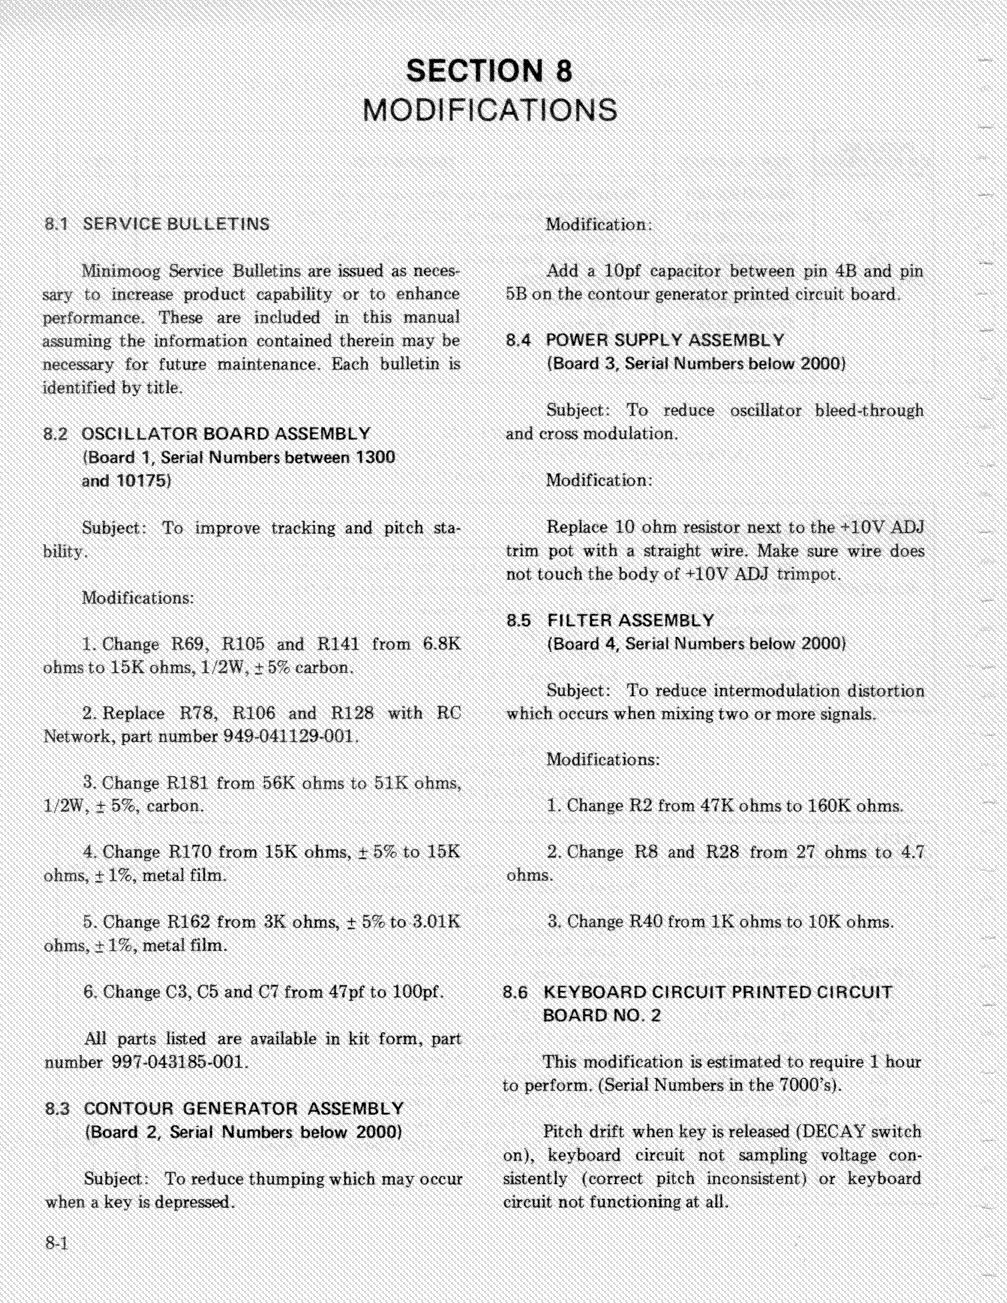 SECTION 8
MODIFICATIONS
8.1 SERVICE BULLETINS
Minimoog Service Bulletins are issued as neces-
sary to increase product capability or to enhance
performance. These are included in this manual
assuming the information contained therein may be
necessary for future maintenance. Each bulletin is
identified by title.
8.2 OSCILLATOR BOARD ASSEMBLY
(Board 1, Serial Numbers between 1300
and 10175)
Subject: To improve tracking and pitch sta-
bility.
Modifications:
1. Change R69, R105 and R141 from 6.8K
ohms to 15K ohms, 1/2W, ± 5% carbon.
2. Replace R78, R106 and R128 with RC
Network, part number 949-041129-001.
3. Change R181 from 56K ohms to 51K ohms,
1/2W, ± 5%, carbon.
4. Change R170 from 15K ohms, ± 5% to 15K
ohms, ± 1%, metal film.
5. Change R162 from 3K ohms, ± 5% to 3.01K
ohms, ± 1%, metal film.
6. Change C3, C5 and C7 from 47pf to 100pf.
All parts listed are available in kit form, part
number 997-043185-001.
8.3 CONTOUR GENERATOR ASSEMBLY
(Board 2, Serial Numbers below 2000)
Subject: To reduce thumping which may occur
when a key is depressed.
8-1
Modification:
Add a 10pf capacitor between pin 4B and pin
5B on the contour generator printed circuit board.
8.4 POWER SUPPLY ASSEMBLY
(Board 3, Serial Numbers below 2000)
Subject: To reduce oscillator bleed-through
and cross modulation.
Modification:
Replace 10 ohm resistor next to the +10V ADJ
trim pot with a straight wire. Make sure wire does
not touch the body of +10V ADJ trimpot.
8.5 FILTER ASSEMBLY
(Board 4, Serial Numbers below 2000)
Subject: To reduce intermodulation distortion
which occurs when mixing two or more signals.
Modifications:
1. Change R2 from 47K ohms to 160K ohms.
2. Change R8 and R28 from 27 ohms to 4.7
ohms.
3. Change R40 from 1K ohms to 10K ohms.
8.6 KEYBOARD CIRCUIT PRINTED CIRCUIT
BOARD NO. 2
This modification is estimated to require 1 hour
to perform. (Serial Numbers in the 7000's).
Pitch drift when key is released (DECAY switch
on), keyboard circuit not sampling voltage con-
sistently (correct pitch inconsistent) or keyboard
circuit not functioning at all.